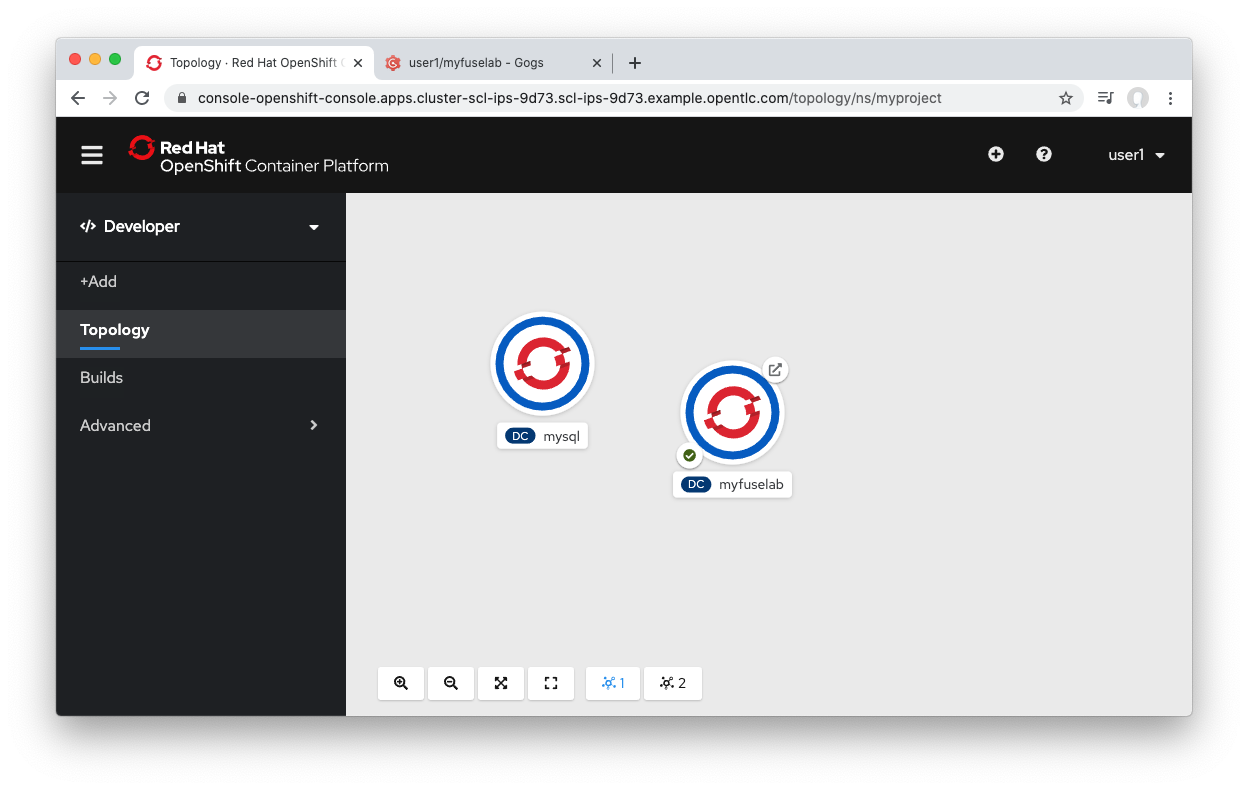 Topology · Red Hat OpenShift
user1/myfuselab - Gogs
console-openshift-console.apps.cluster-scl-ips-9d73.scl-ips-9d73.example.opentlc.com/topology/ns/myproject
Red Hat
OpenShift Container Platform
user1
Developer
+Add
Topology
Builds
Advanced
DC mysql
DC myfuselab
1
2